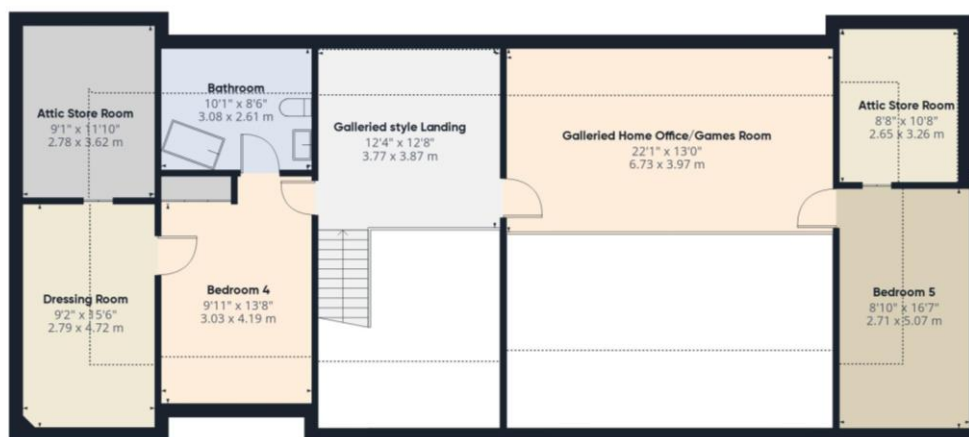 Attic Store Room
9'1" x 11'10"
2.78 x 3.62 m
Bathroom
10'1" x 8'6"
3.08 x 2.61 m
Galleried style Landing
12'4" x 12'8"
3.77 x 3.87 m
Galleried Home Office/Games Room
22'1" x 13'0"
6.73 x 3.97 m
Attic Store Room
8'8" x 10'8"
2.65 x 3.26 m
Dressing Room
9'2" x 15'6"
2.79 x 4.72 m
Bedroom 4
9'11" x 13'8"
3.03 x 4.19 m
Bedroom 5
8'10" x 16'7"
2.71 x 5.07 m